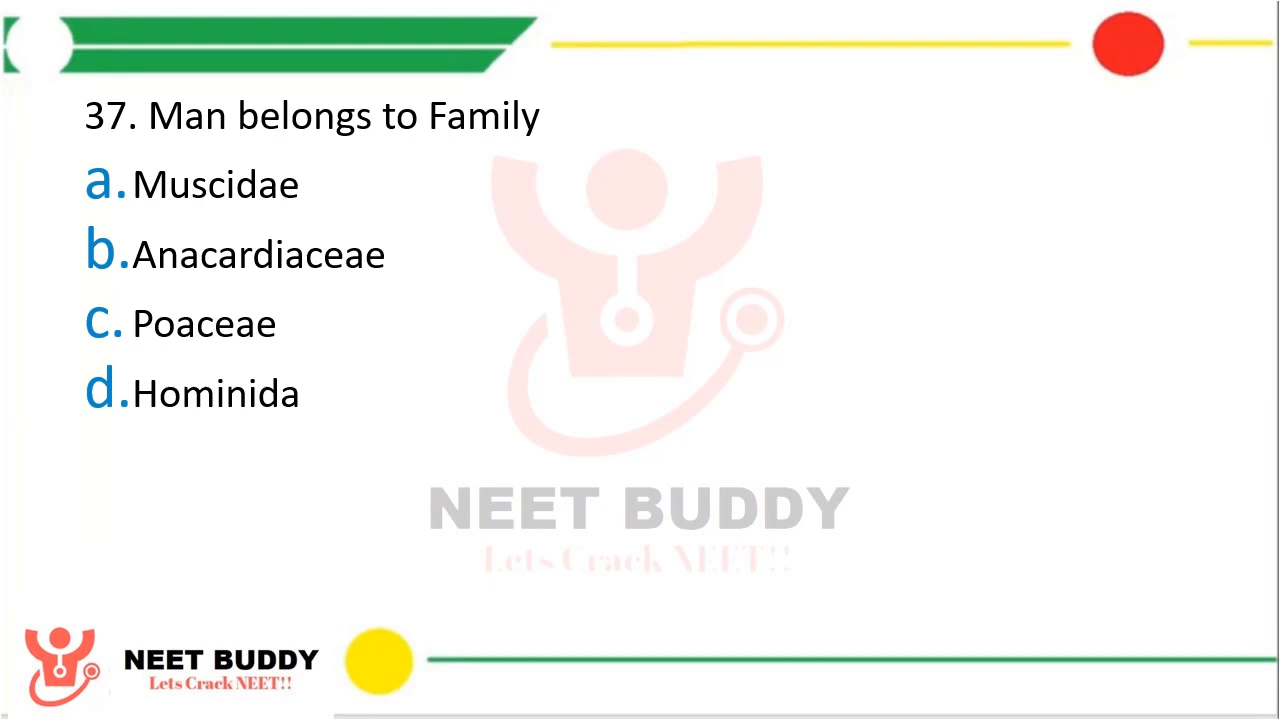 37. Man belongs to Family
a. Muscidae
b. Anacardiaceae
c. Poaceae
d. Hominida
NEET BUDDY
Lets Crack NEET!!
NEET BUDDY
Lets Crack NEET!!